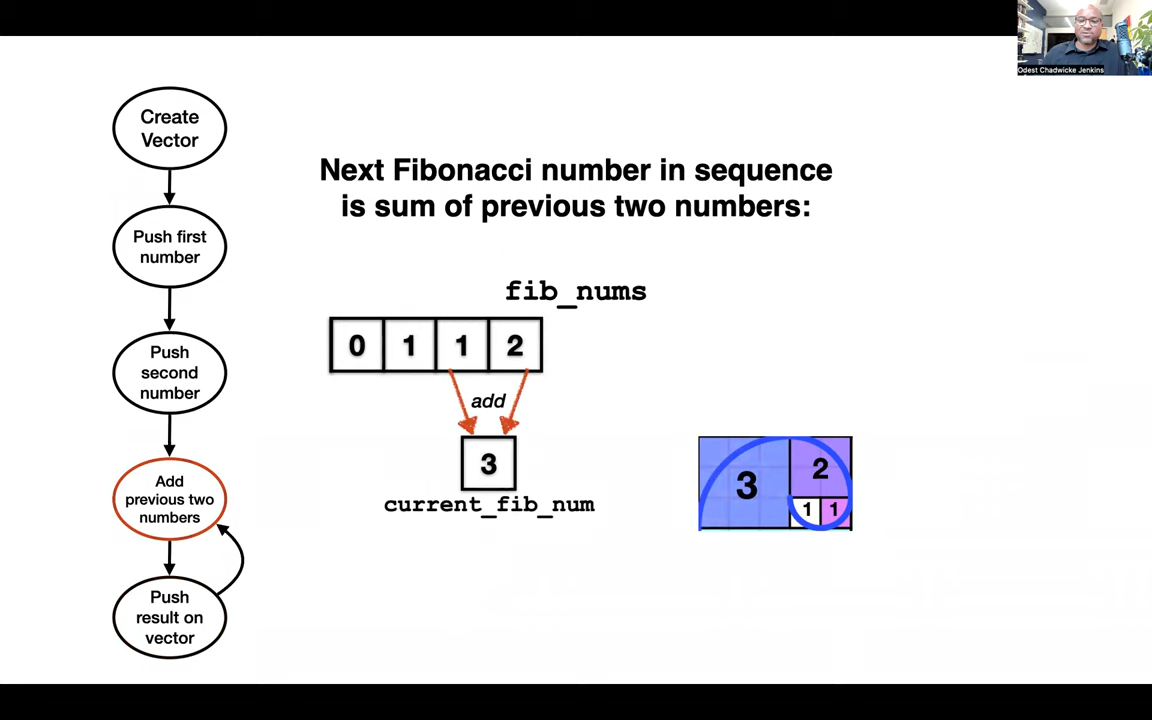 Odest Chadwicke Jenkins
Create
Vector
Push first
number
Push
second
number
Add
previous two
numbers
Push
result on
vector
Next Fibonacci number in sequence
is sum of previous two numbers:
fib_nums
0 1 1 2
add
3
current_fib_num
3 2
1 1